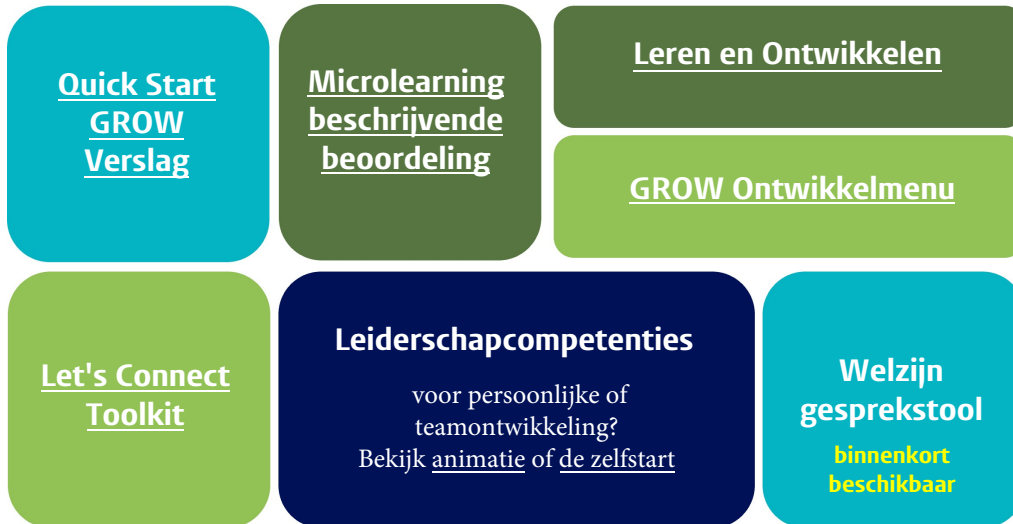 Quick Start
GROW
Verslag
Microlearning
beschrijvende
beoordeling
Leren en Ontwikkelen
GROW Ontwikkelmenu
Let's Connect
Toolkit
Leiderschapcompetenties
voor persoonlijke of
teamontwikkeling?
Bekijk animatie of de zelfstart
Welzijn
gesprekstool
binnenkort
beschikbaar